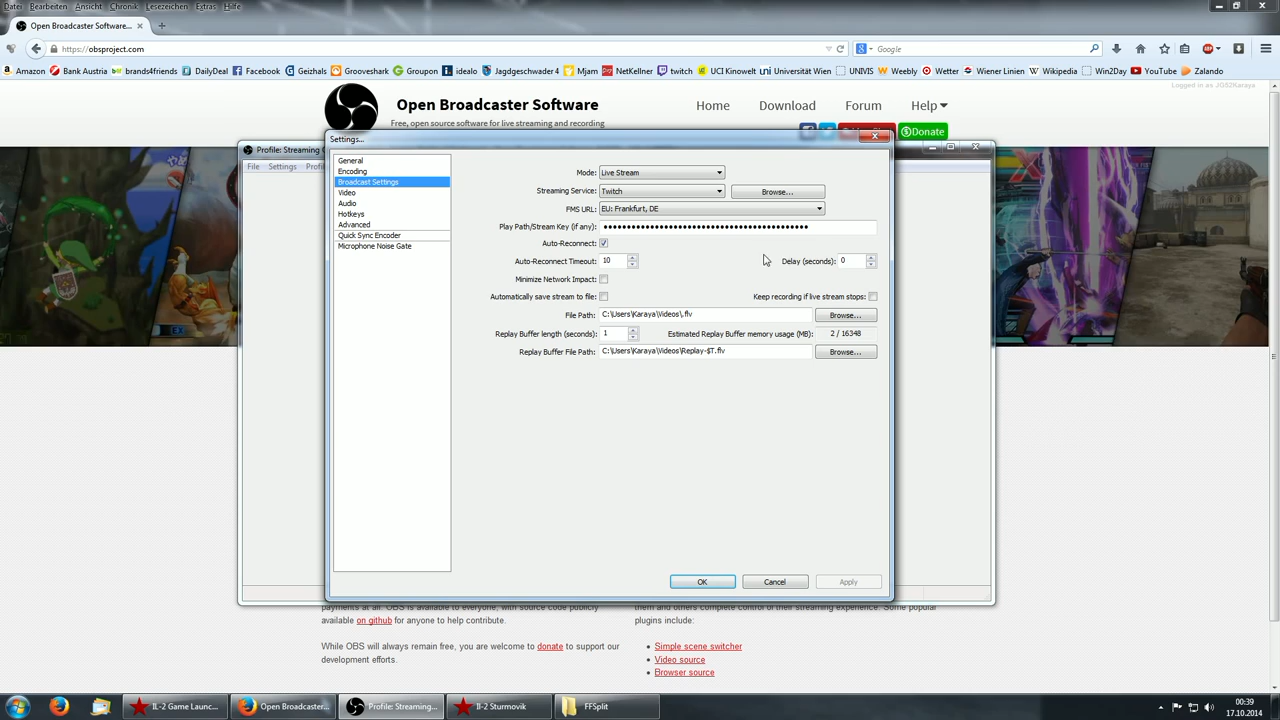 Datei Bearbeiten Ansicht Chronik Lesezeichen Extras Hilfe
Open Broadcaster Software...
https://obsproject.com
Google
Amazon Bank Austria brands4friends DailyDeal Facebook Geizhals Grooveshark Groupon idealo Jagdgeschwader 4 Mjam NetKellner twitch UCI Kinowelt Universität Wien UNIVIS Weebly Wetter Wiener Linien Wikipedia Win2Day YouTube Zalando
Logged in as JG52Karaya
Open Broadcaster Software
Home Download Forum Help
Free, open source software for live streaming and recording
Donate
Settings...
Profile: Streaming
File Settings
General
Encoding
Broadcast Settings
Video
Audio
Hotkeys
Advanced
Quick Sync Encoder
Microphone Noise Gate
Mode: Live Stream
Streaming Service: Twitch Browse...
FMS URL: EU: Frankfurt, DE
Play Path/Stream Key (if any): ●●●●●●●●●●●●●●●●●●●●●●●●●●●●●●●●●●●●●●●●●●●●
Auto-Reconnect:
Auto-Reconnect Timeout: 10 Delay (seconds): 0
Minimize Network Impact:
Automatically save stream to file: Keep recording if live stream stops:
File Path: C:\Users\Karaya\Videos\.flv Browse...
Replay Buffer length (seconds): 1 Estimated Replay Buffer memory usage (MB): 2 / 16348
Replay Buffer File Path: C:\Users\Karaya\Videos\Replay-$T.flv Browse...
OK Cancel Apply
payments at all. OBS is available to everyone, with source code publicly
available on github for anyone to help contribute.
While OBS will always remain free, you are welcome to donate to support our
development efforts.
them and others complete control of their streaming experience. Some popular
plugins include:
Simple scene switcher
Video source
Browser source
IL-2 Game Launc...
Open Broadcaster...
Profile: Streaming...
Il-2 Sturmovik
FFSplit
00:39
17.10.2014